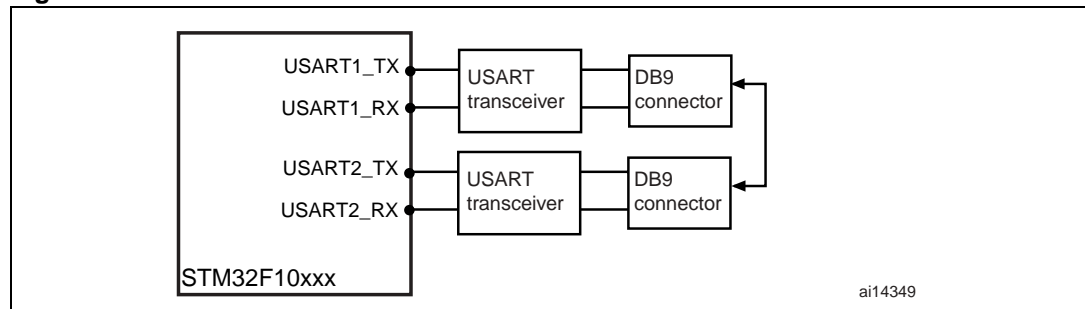 USART1_TX
USART1_RX
USART
transceiver
DB9
connector
USART2_TX
USART2_RX
USART
transceiver
DB9
connector
STM32F10xxx
ai14349